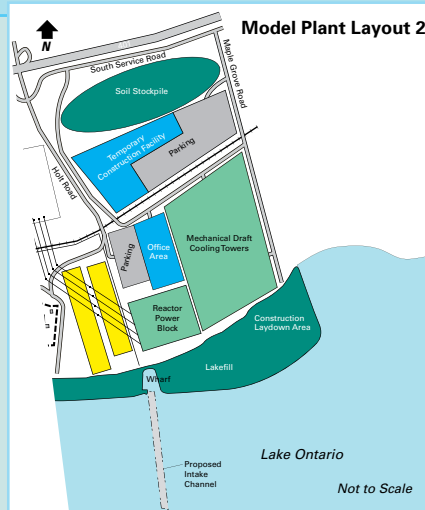 Model Plant Layout 2
N
401
South Service Road
Maple Grove Road
Soil Stockpile
Temporary
Construction Facility
Parking
Holt Road
Parking
Office
Area
Mechanical Draft
Cooling Towers
Reactor
Power
Block
Construction
Laydown Area
Lakefill
Wharf
Proposed
Intake
Channel
Lake Ontario
Not to Scale